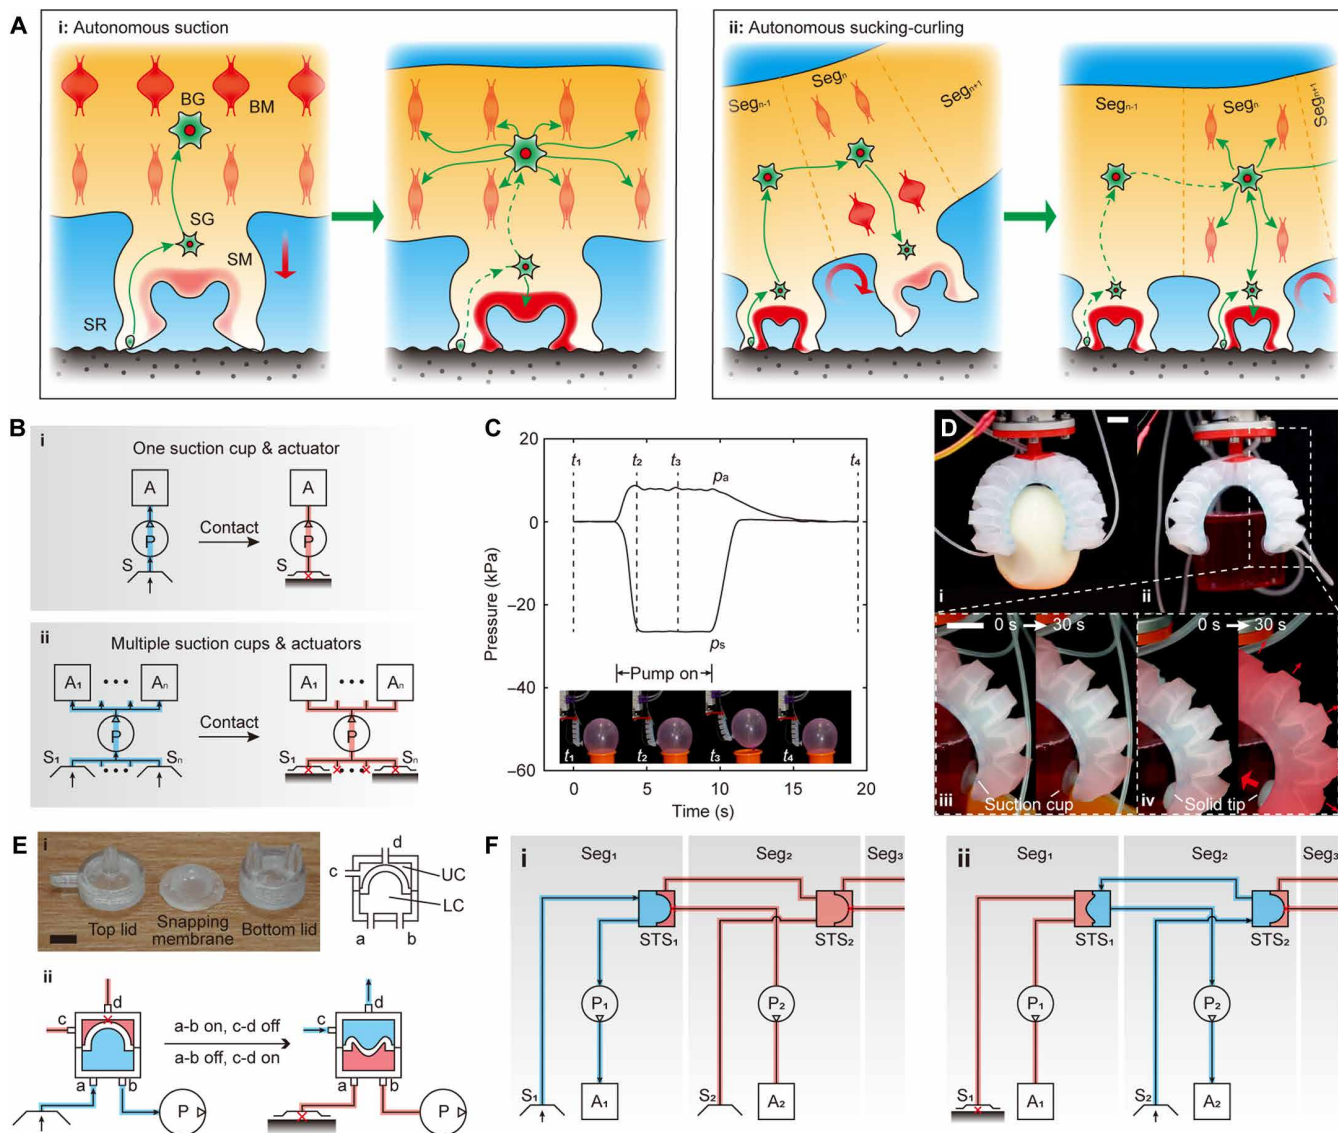 A
i: Autonomous suction
BG
BM
SG
SM
SR
ii: Autonomous sucking-curling
Segn-1
Segn
Segn+1
Segn-1
Segn
Segn+1
B
i
One suction cup & actuator
A
A
P
Contact
P
S
S
ii
Multiple suction cups & actuators
A1 ••• An
A1 ••• An
P
Contact
P
S1 Sn
S1 Sn
C
20
0
−20
−40
−60
Pressure (kPa)
t1 t2 t3 t4
pa
ps
Pump on
t1 t2 t3 t4
0 5 10 15 20
Time (s)
D
i
ii
0 s 30 s
0 s 30 s
iii
Suction cup
iv
Solid tip
E
i
Top lid
Snapping membrane
Bottom lid
d
c
UC
LC
a b
ii
d
c
a b
P
a-b on, c-d off
a-b off, c-d on
d
c
a b
P
F
i
Seg1 Seg2 Seg3
STS1 STS2
P1 P2
S1 A1 S2 A2
ii
Seg1 Seg2 Seg3
STS1 STS2
P1 P2
S1 A1 S2 A2